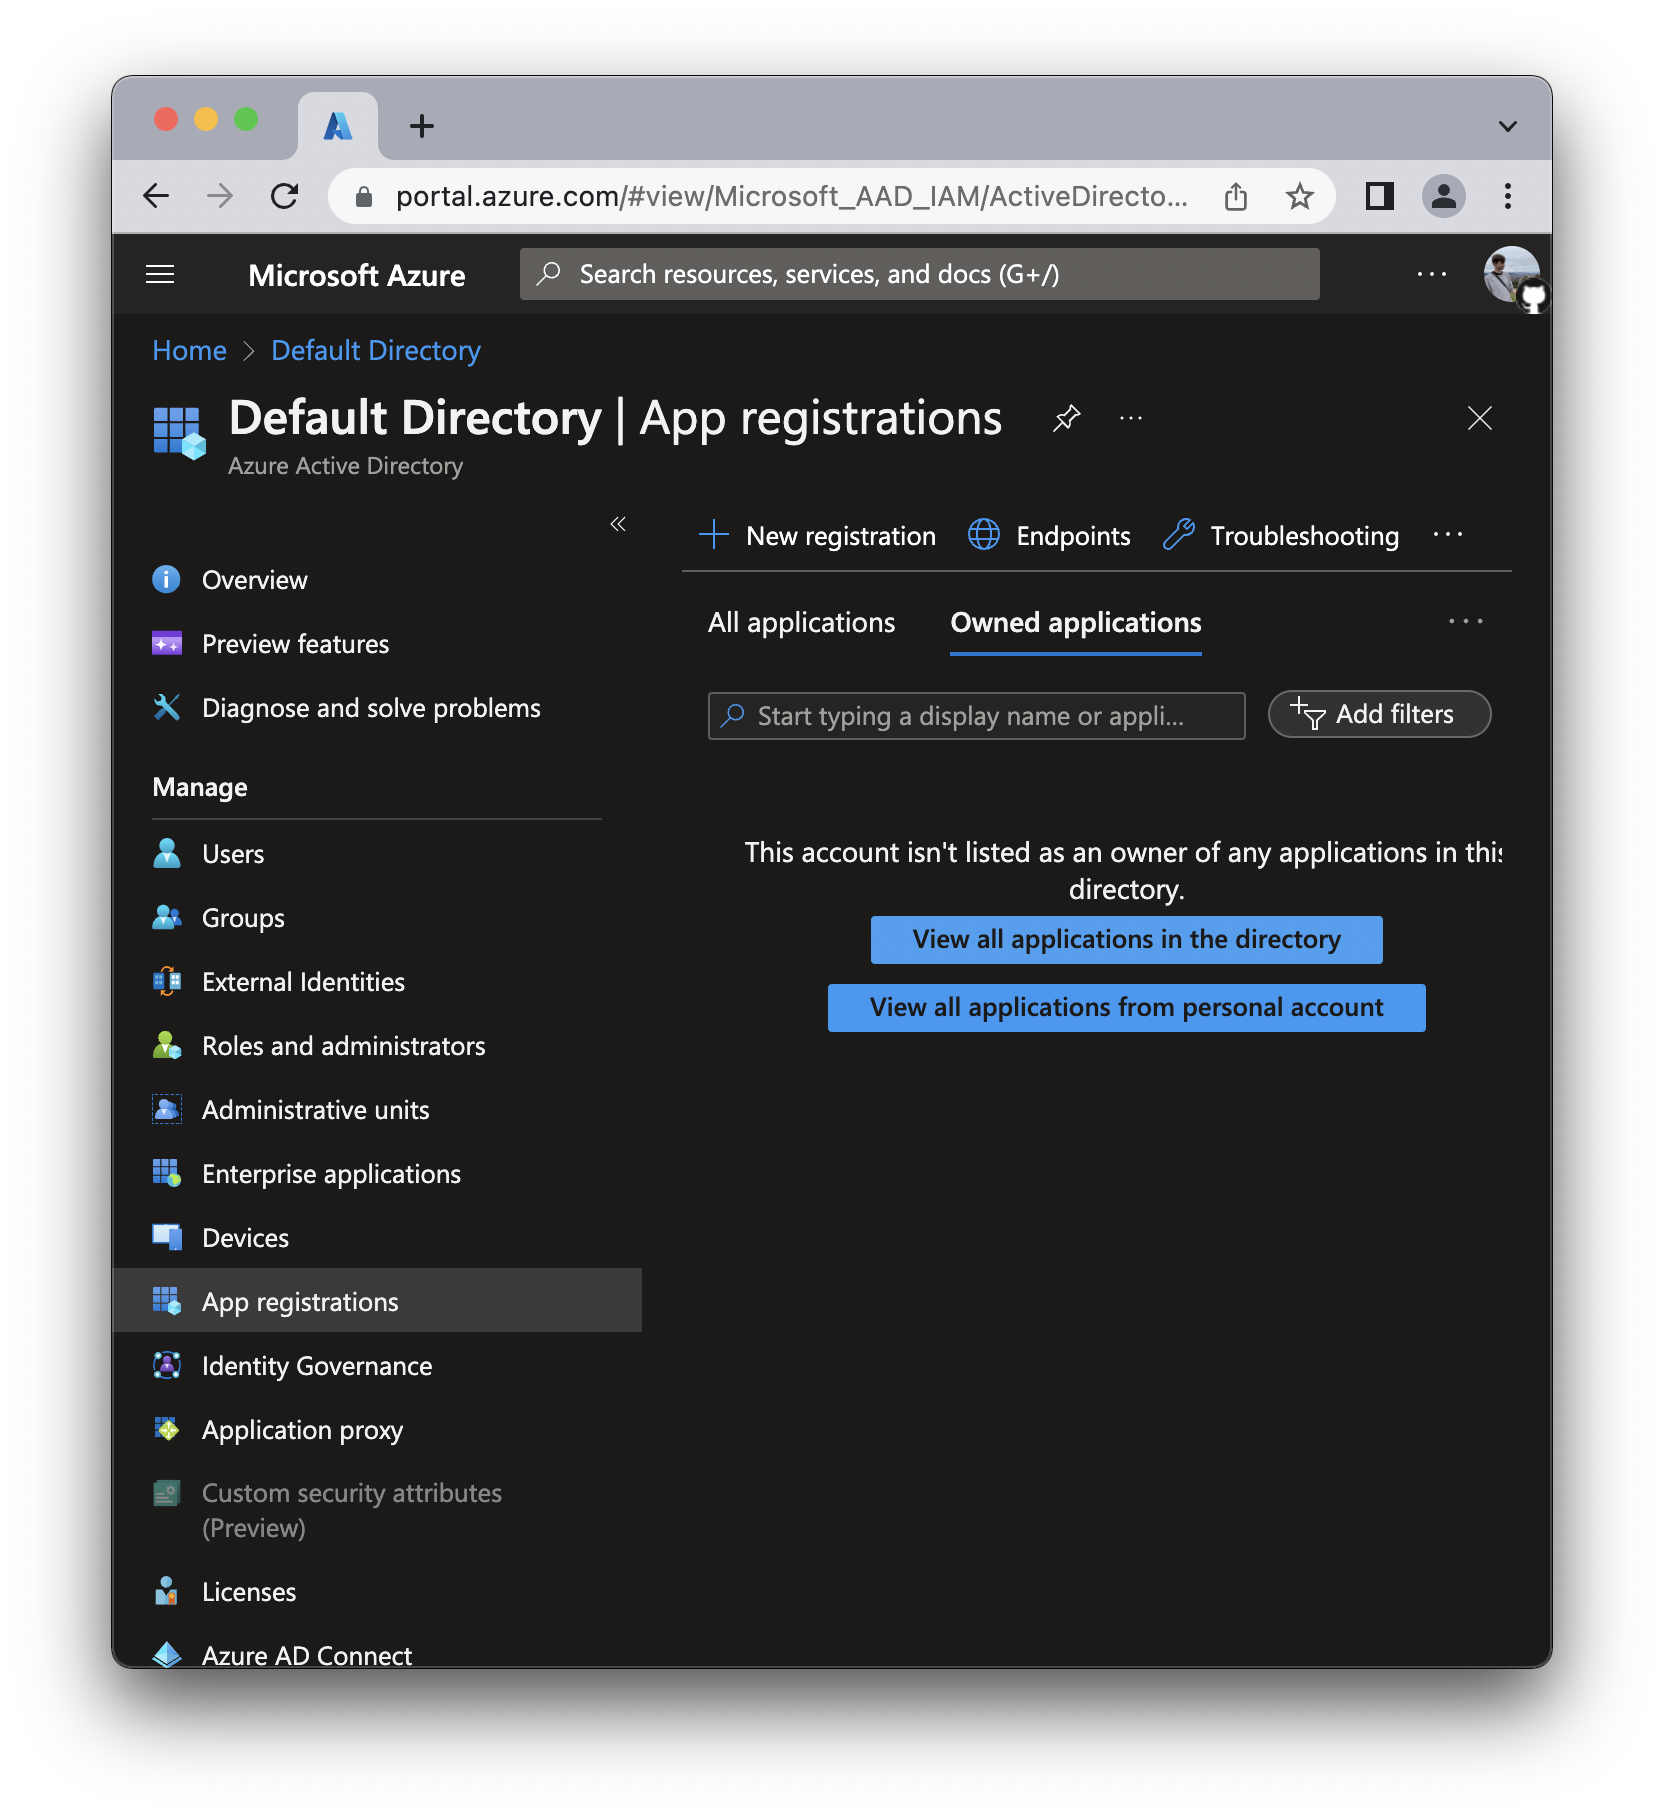 portal.azure.com/#view/Microsoft_AAD_IAM/ActiveDirecto...
Microsoft Azure
Search resources, services, and docs (G+/)
Home > Default Directory
Default Directory | App registrations
Azure Active Directory
New registration
Endpoints
Troubleshooting
Overview
Preview features
Diagnose and solve problems
Manage
Users
Groups
External Identities
Roles and administrators
Administrative units
Enterprise applications
Devices
App registrations
Identity Governance
Application proxy
Custom security attributes
(Preview)
Licenses
Azure AD Connect
All applications
Owned applications
Start typing a display name or appli...
Add filters
This account isn't listed as an owner of any applications in this
directory.
View all applications in the directory
View all applications from personal account